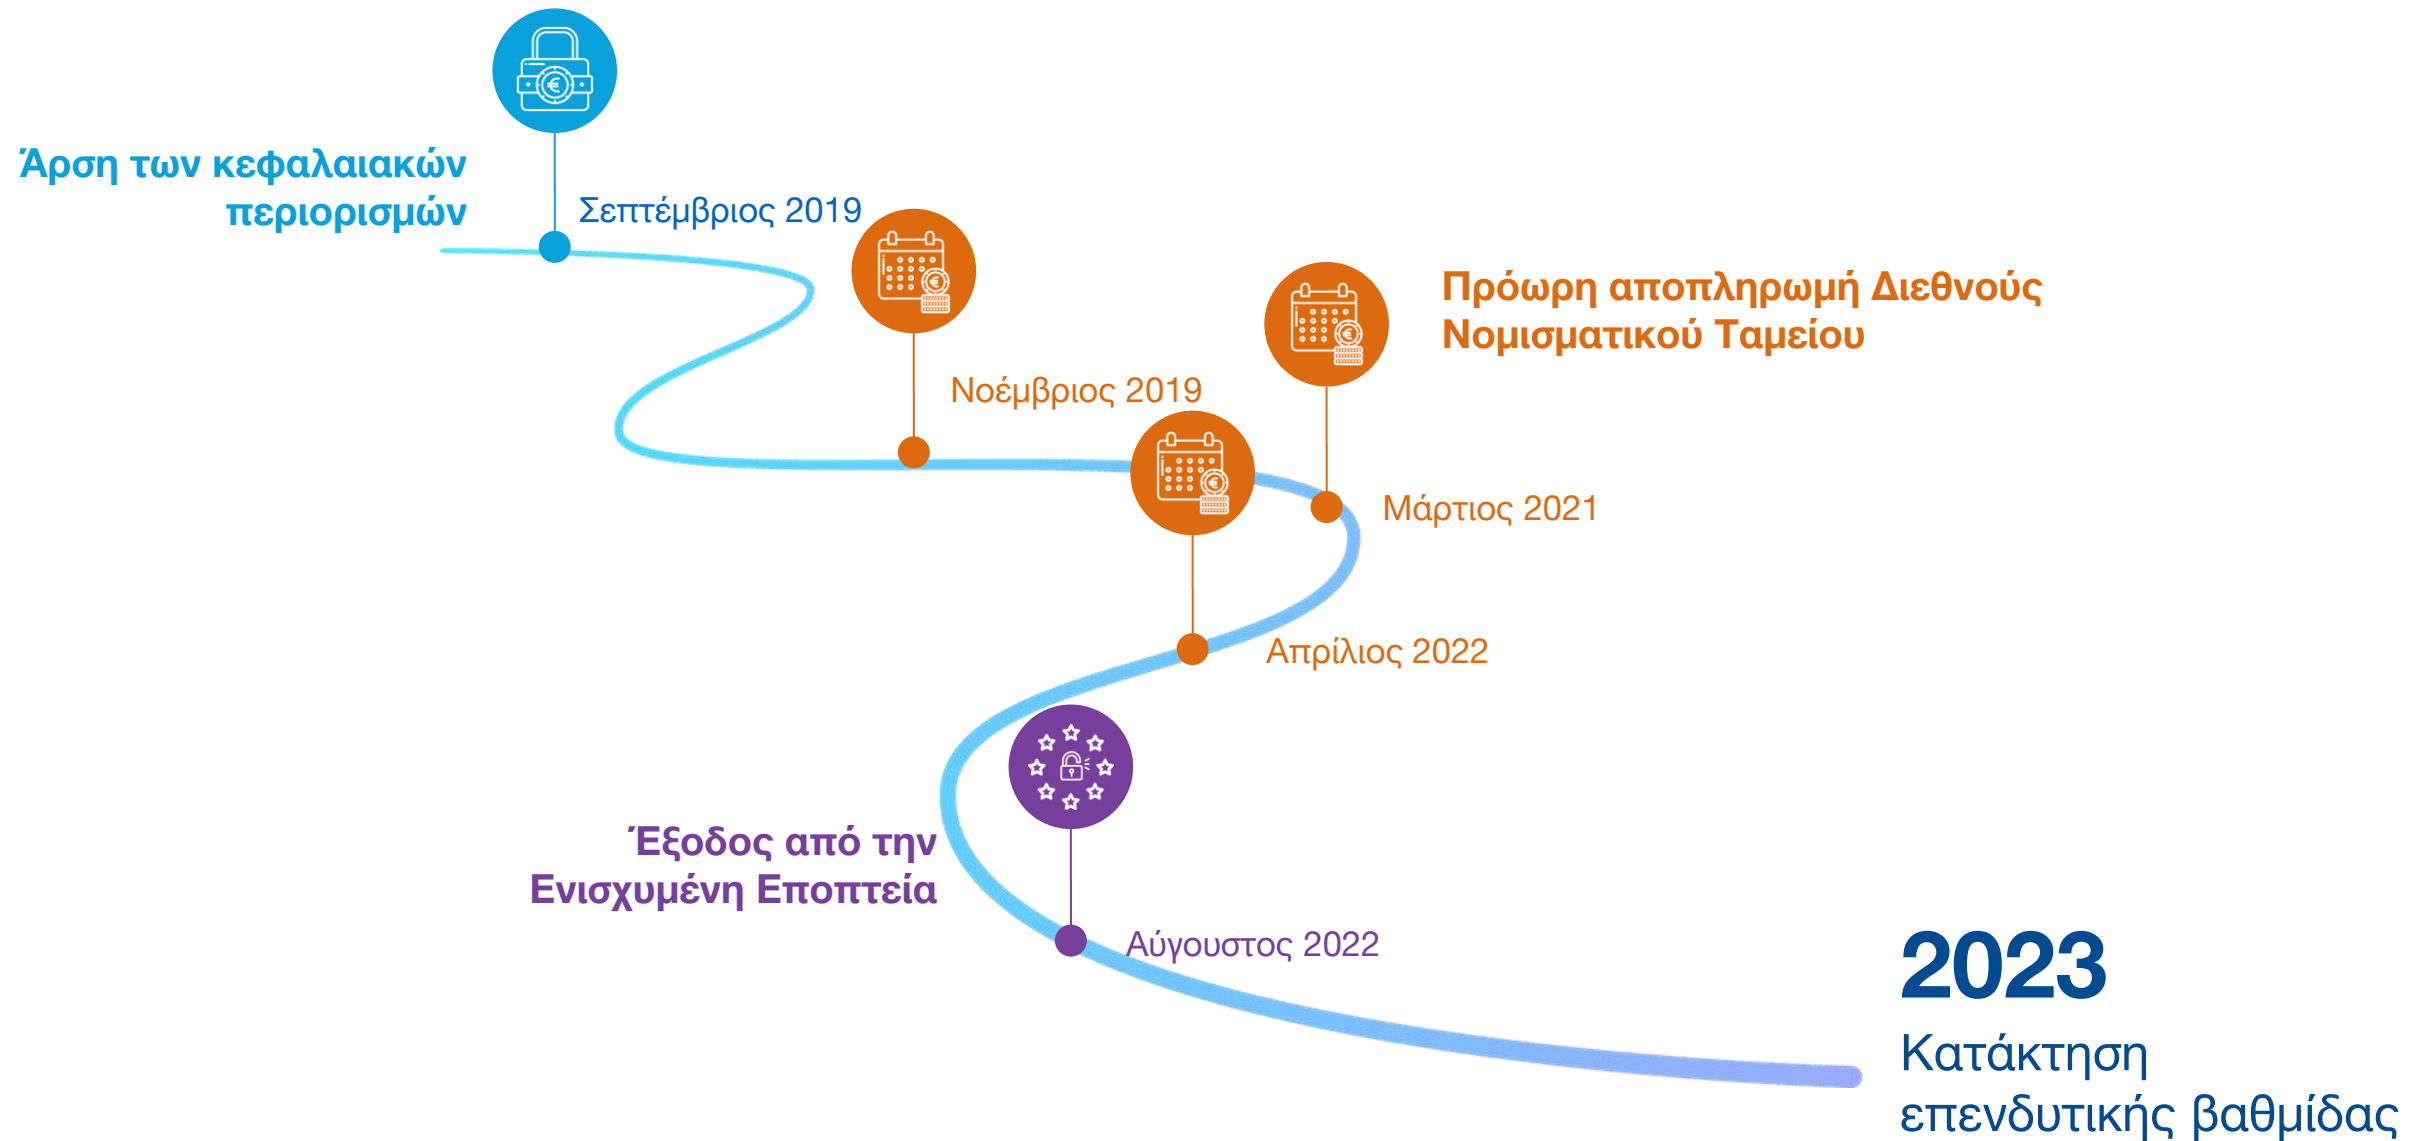 Άρση των κεφαλαιακών
περιορισμών
Σεπτέμβριος 2019
Νοέμβριος 2019
Πρόωρη αποπληρωμή Διεθνούς
Νομισματικού Ταμείου
Μάρτιος 2021
Απρίλιος 2022
Έξοδος από την
Ενισχυμένη Εποπτεία
Αύγουστος 2022
2023
Κατάκτηση
επενδυτικής βαθμίδας